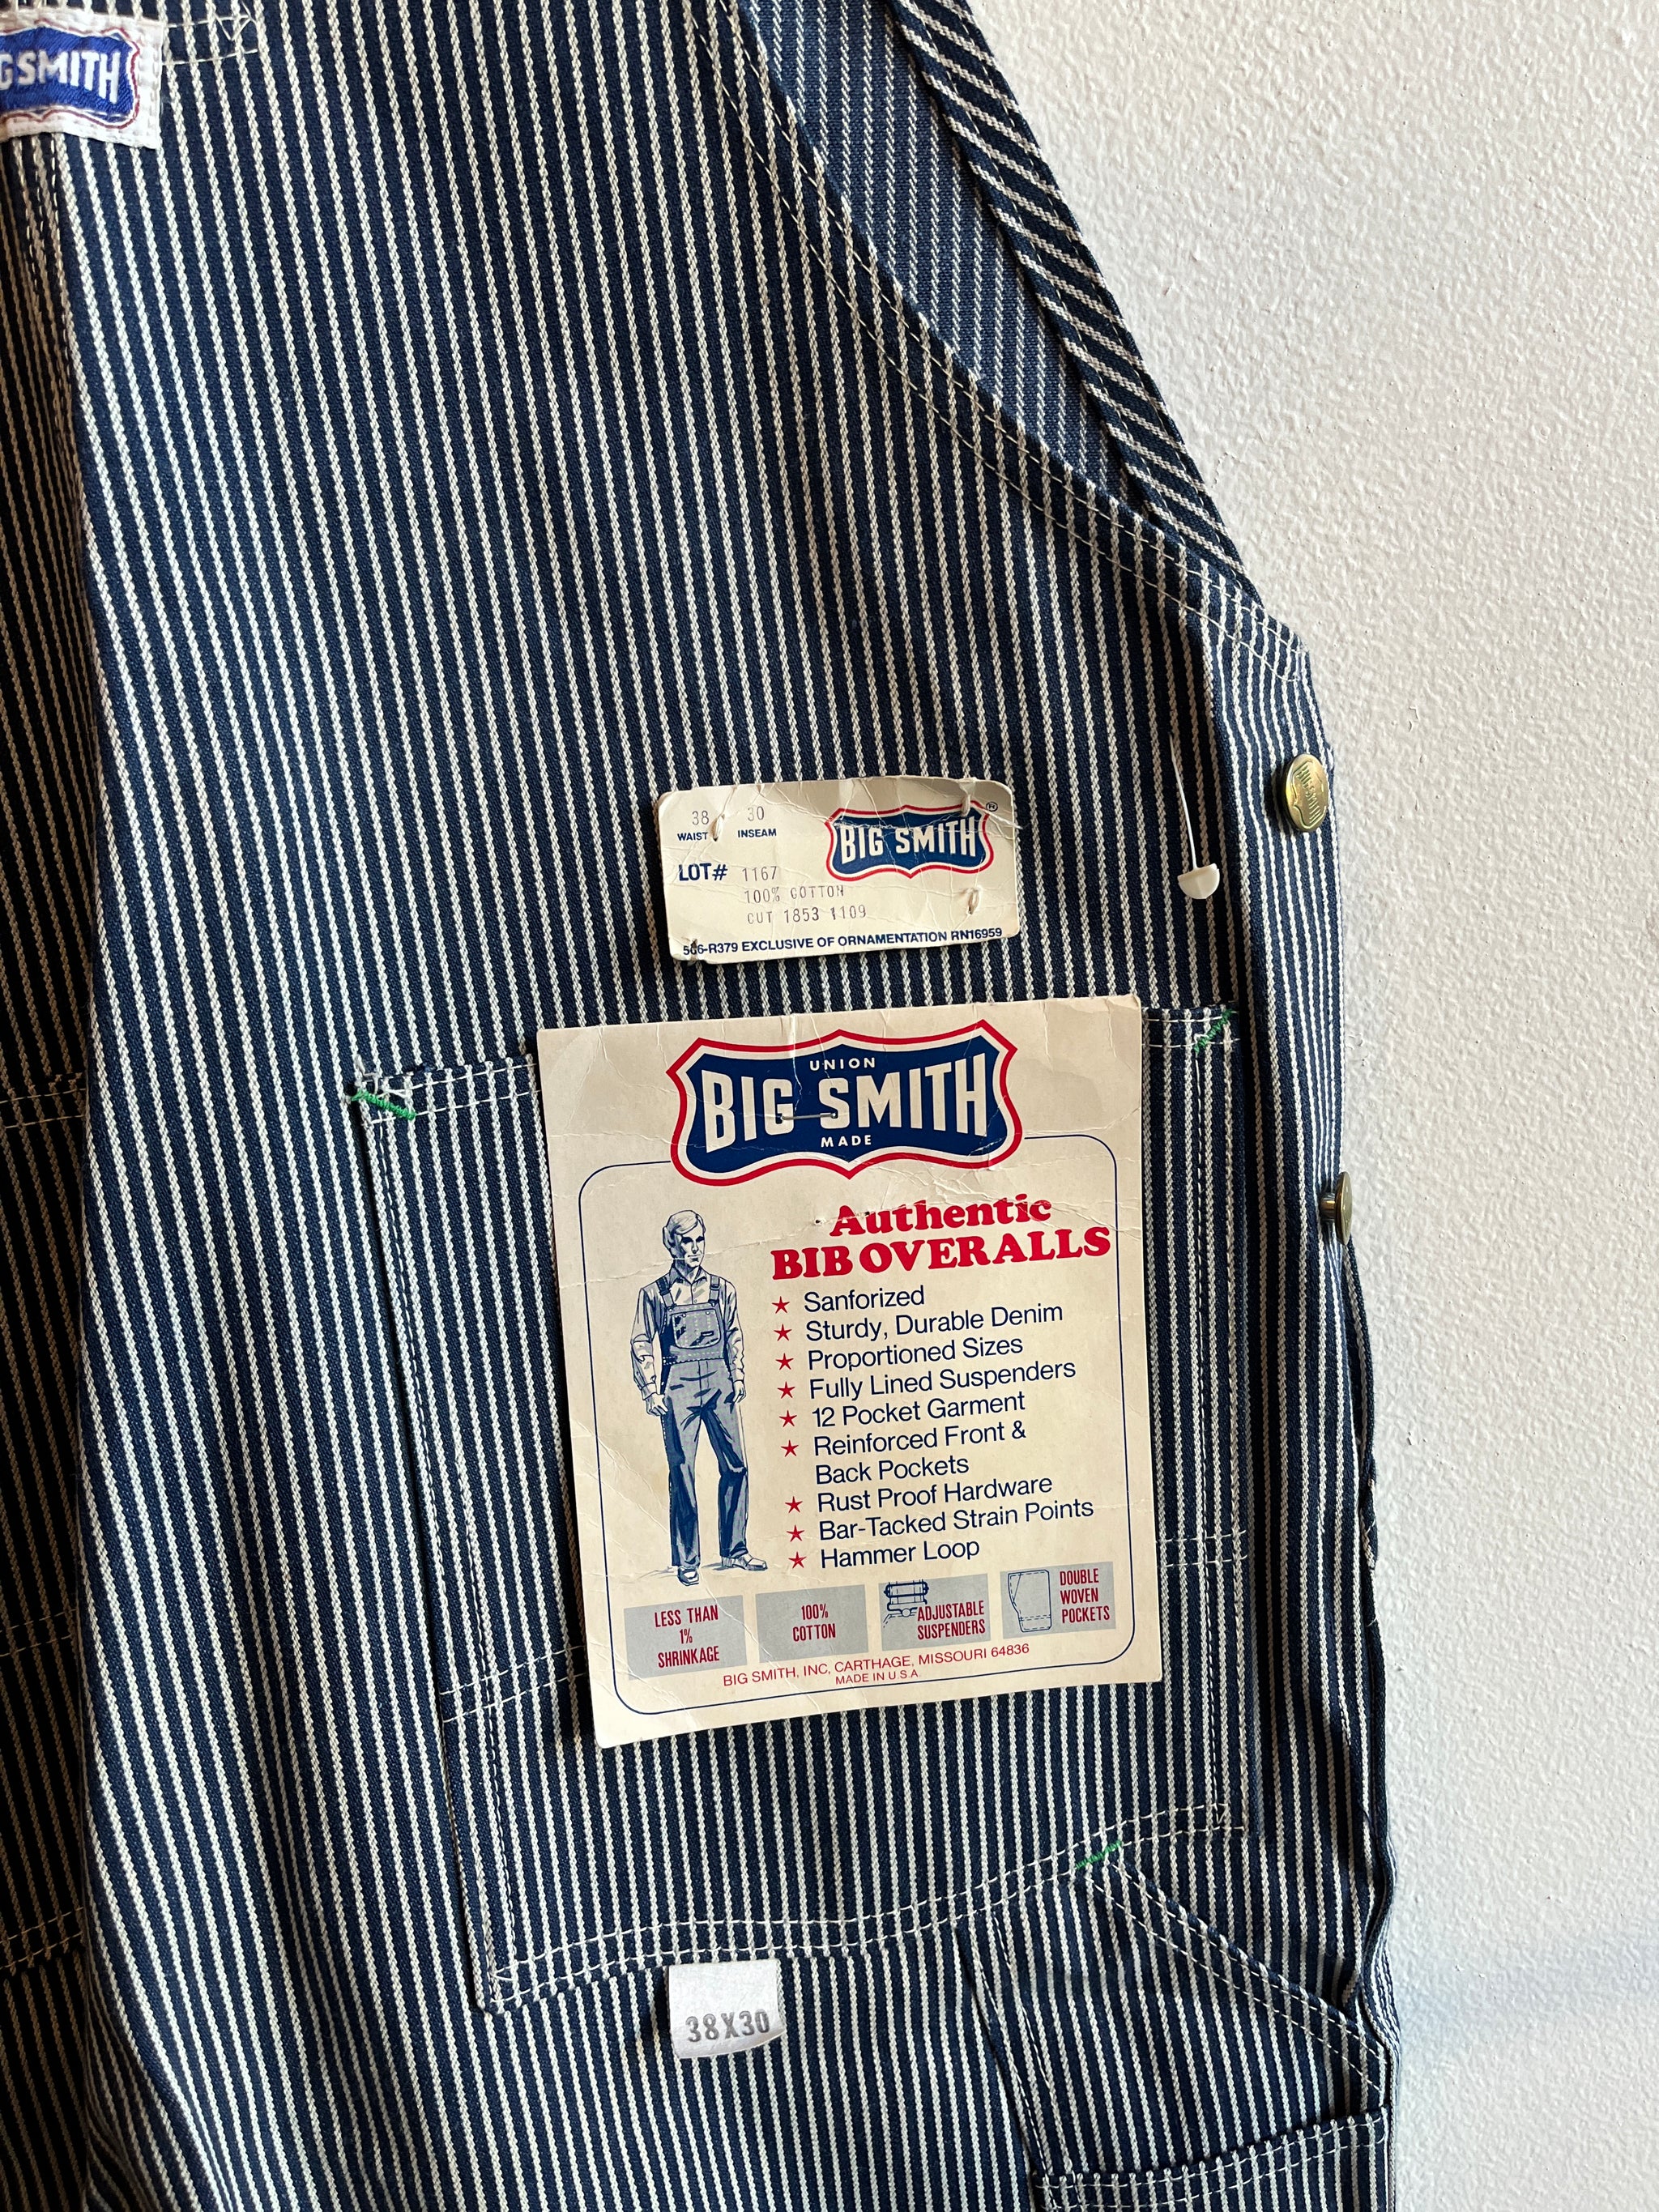 SMITH
38 30
WAIST INSEAM
BIG SMITH ®
LOT# 1167
100% COTTON
CUT 1853 1109
566-R379 EXCLUSIVE OF ORNAMENTATION RN16959
UNION
BIG SMITH
MADE
Authentic
BIB OVERALLS
★ Sanforized
★ Sturdy, Durable Denim
★ Proportioned Sizes
★ Fully Lined Suspenders
★ 12 Pocket Garment
★ Reinforced Front &
Back Pockets
★ Rust Proof Hardware
★ Bar-Tacked Strain Points
★ Hammer Loop
LESS THAN
1%
SHRINKAGE
100%
COTTON
ADJUSTABLE
SUSPENDERS
DOUBLE
WOVEN
POCKETS
BIG SMITH, INC, CARTHAGE, MISSOURI 64836
MADE IN U.S.A.
38X30